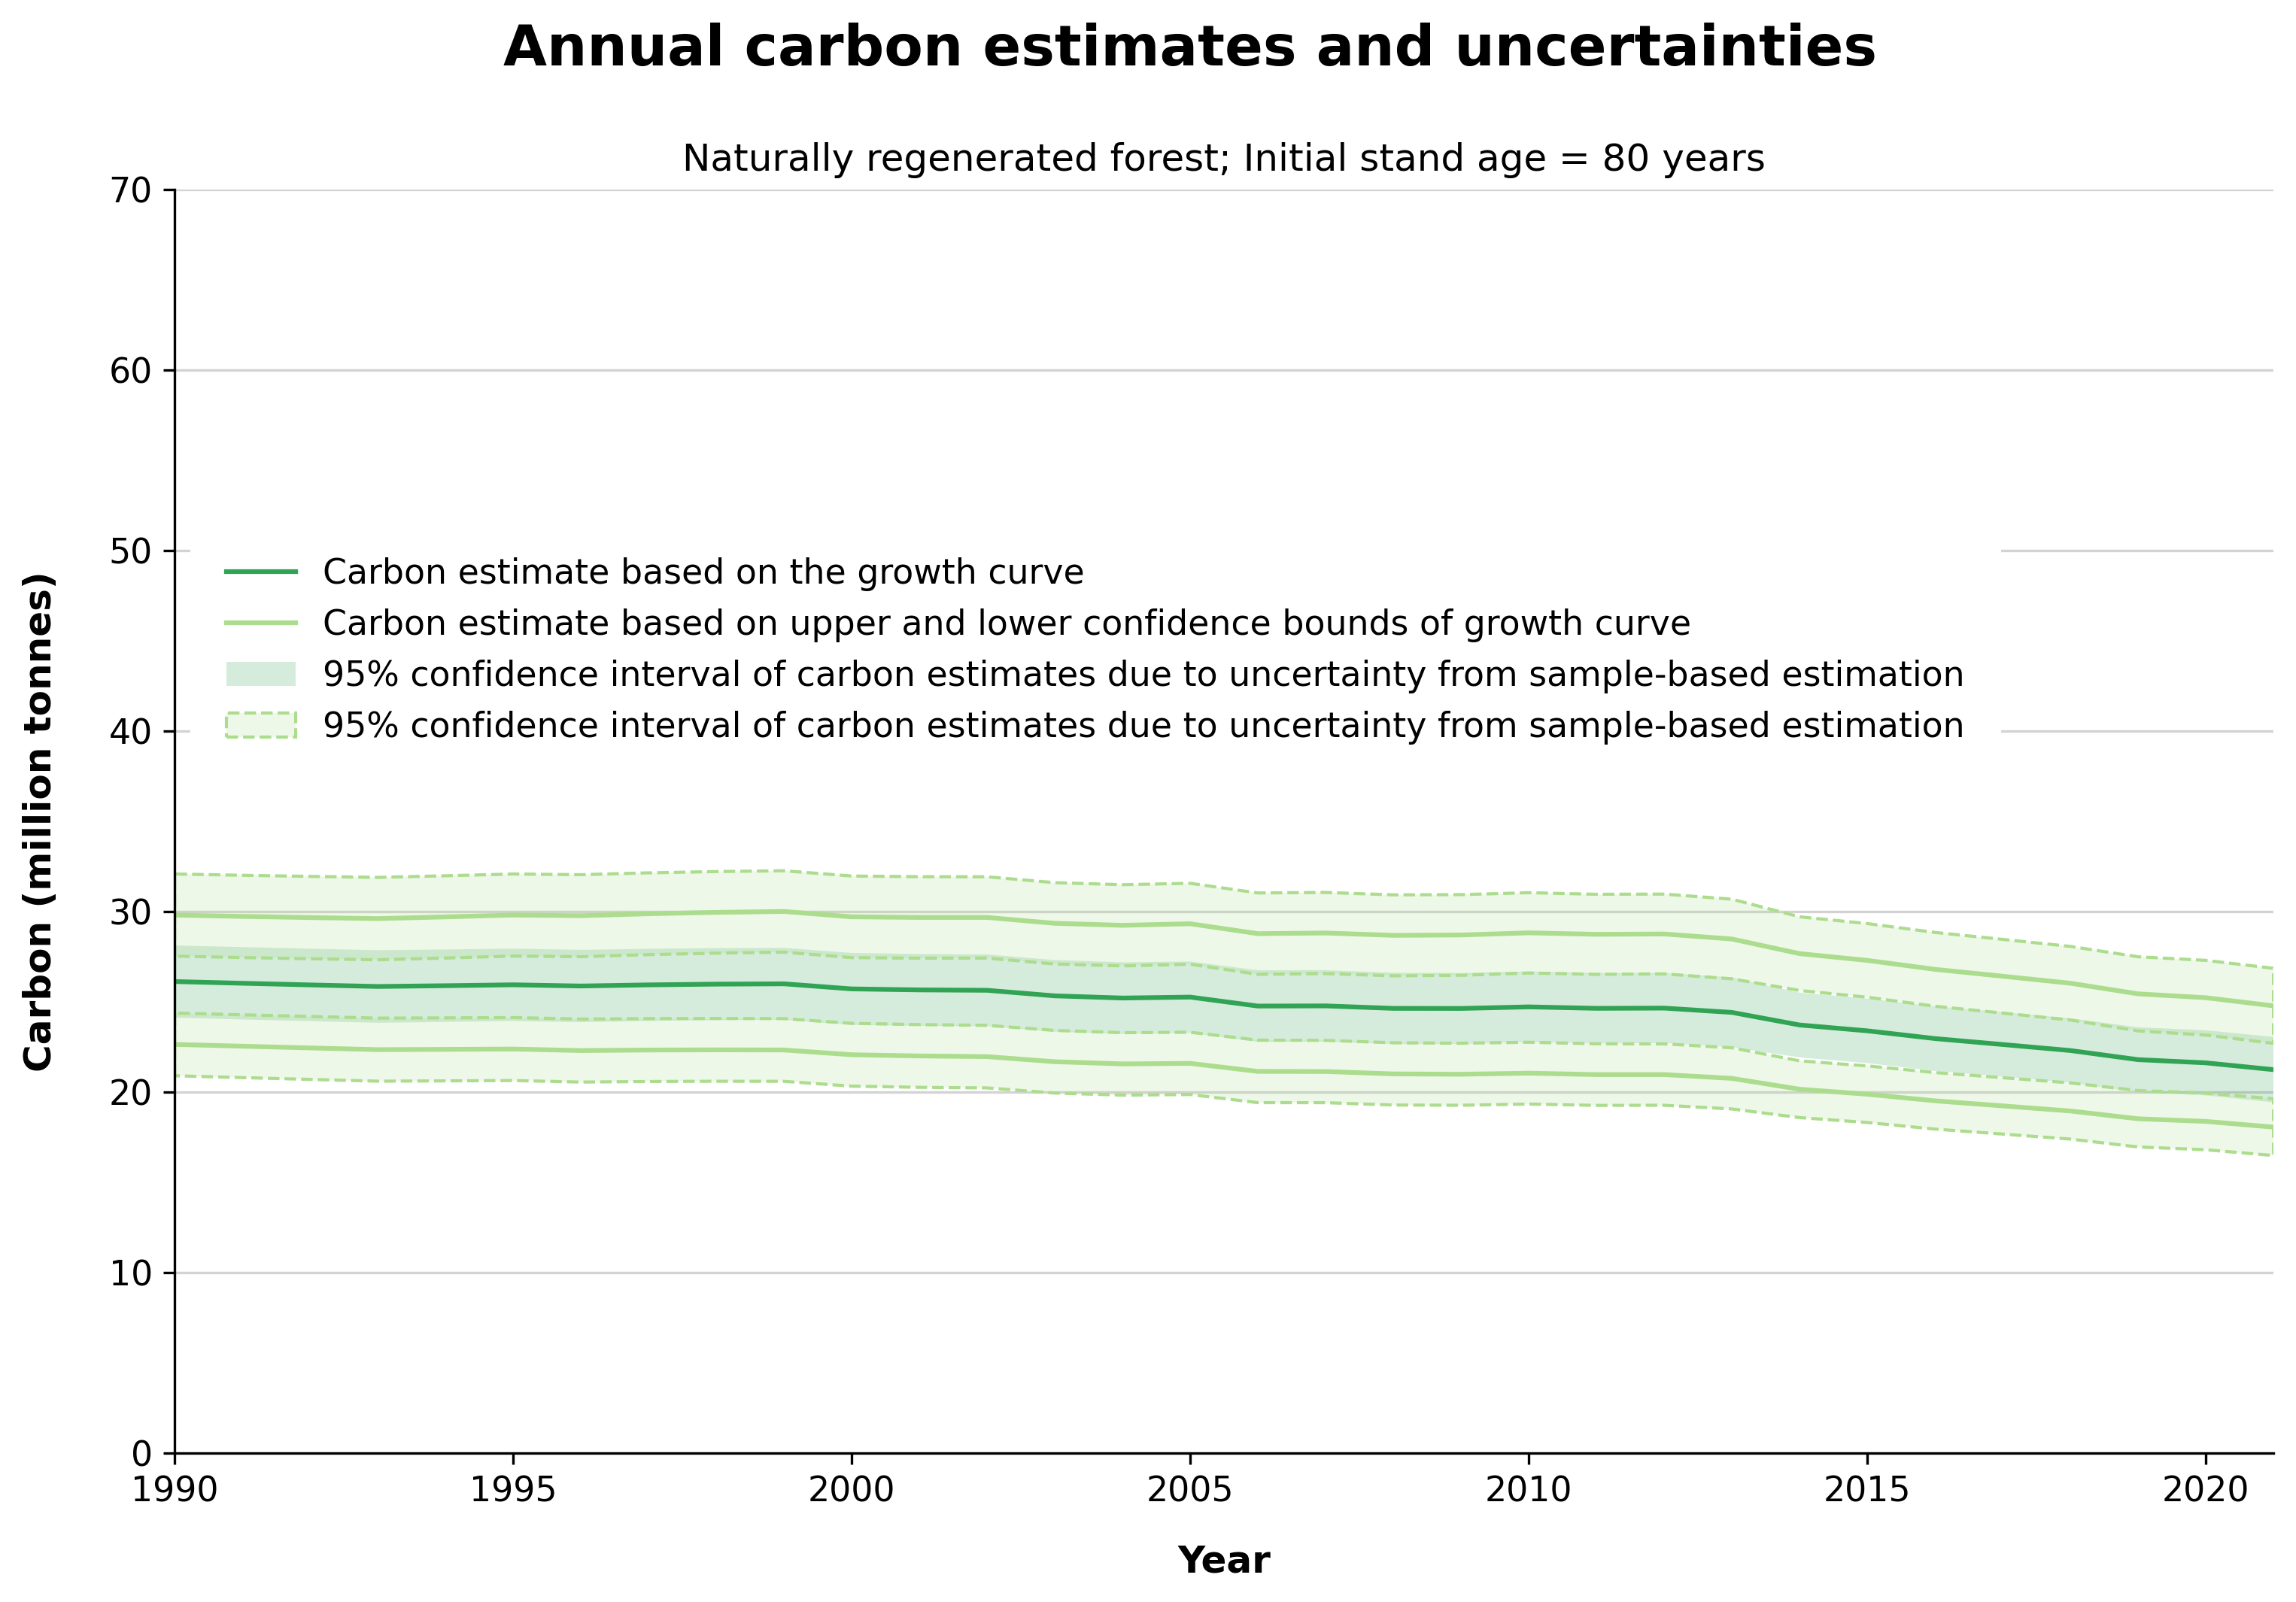 Annual carbon estimates and uncertainties
Naturally regenerated forest; Initial stand age = 80 years
Carbon (million tonnes)
70
60
50
40
30
20
10
0
Carbon estimate based on the growth curve
Carbon estimate based on upper and lower confidence bounds of growth curve
95% confidence interval of carbon estimates due to uncertainty from sample-based estimation
95% confidence interval of carbon estimates due to uncertainty from sample-based estimation
1990 1995 2000 2005 2010 2015 2020
Year